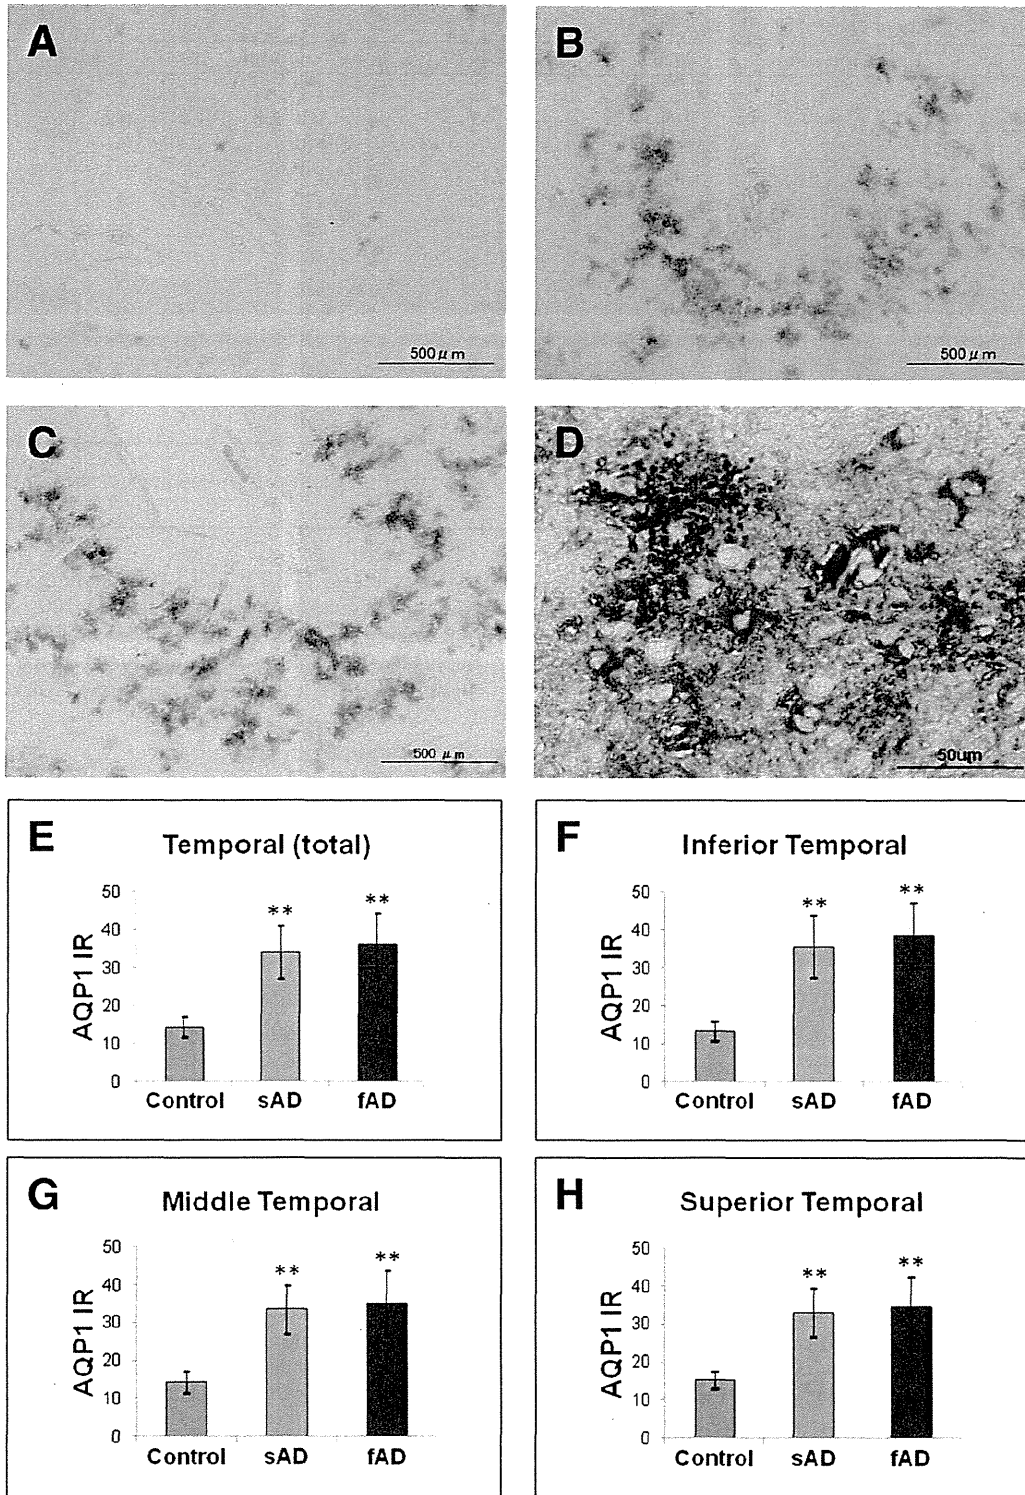 A
500 μm
B
500 μm
C
500 μm
D
50um
E
Temporal (total)
AQP1 IR
50
40
30
20
10
0
**
**
Control sAD fAD
F
Inferior Temporal
AQP1 IR
50
40
30
20
10
0
**
**
Control sAD fAD
G
Middle Temporal
AQP1 IR
50
40
30
20
10
0
**
**
Control sAD fAD
H
Superior Temporal
AQP1 IR
50
40
30
20
10
0
**
**
Control sAD fAD